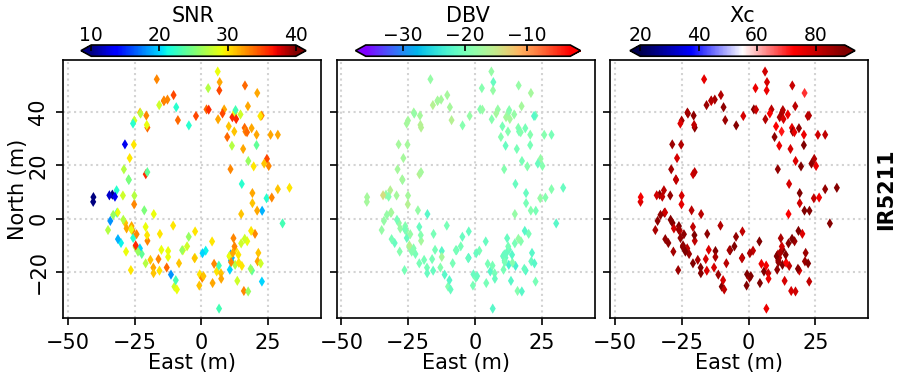 SNR DBV Xc
10 20 30 40 −30 −20 −10 20 40 60 80
North (m)
40
20
0
−20
−50 −25 0 25 −50 −25 0 25 −50 −25 0 25
East (m) East (m) East (m)
IR5211